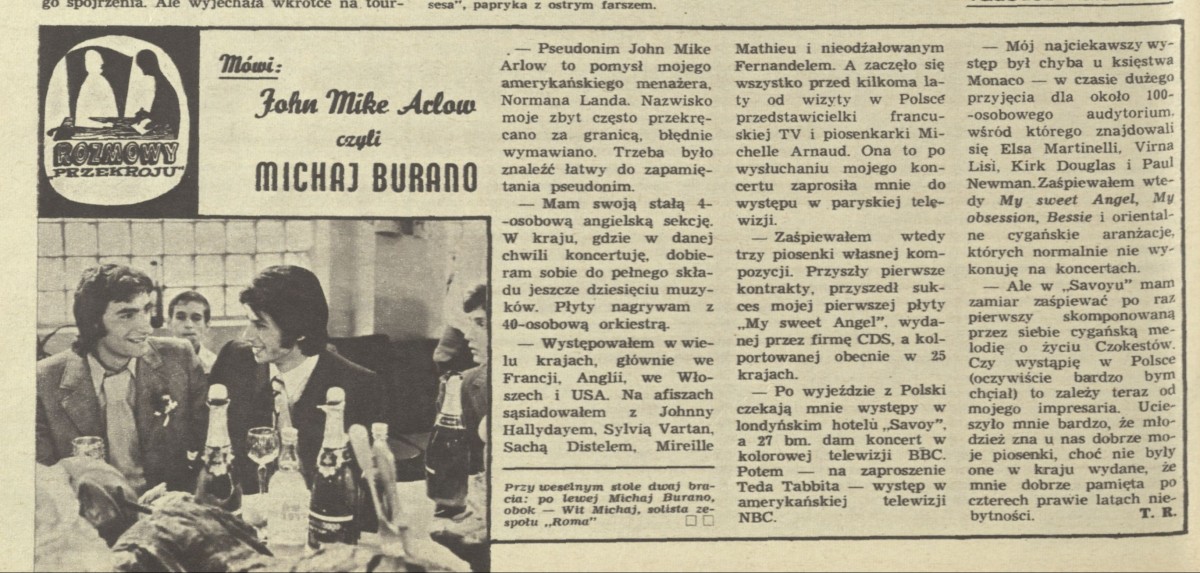 go spojrzenia. Ale wyjechała wkrótce na tour-
sesa", papryka z ostrym farszem.
ROZMOWY
„PRZEKROJU"
Mówi:
John Mike Arlow
czyli
MICHAJ BURANO
— Pseudonim John Mike
Arlow to pomysł mojego
amerykańskiego menażera,
Normana Landa. Nazwisko
moje zbyt często przekrę-
cano za granicą, błędnie
wymawiano. Trzeba było
znaleźć łatwy do zapamię-
tania pseudonim.
— Mam swoją stałą 4-
-osobową angielską sekcję.
W kraju, gdzie w danej
chwili koncertuję, dobie-
ram sobie do pełnego skła-
du jeszcze dziesięciu muzy-
ków. Płyty nagrywam z
40-osobową orkiestrą.
— Występowałem w wie-
lu krajach, głównie we
Francji, Anglii, we Wło-
szech i USA. Na afiszach
sąsiadowałem z Johnny
Hallydayem, Sylvią Vartan,
Sachą Distelem, Mireille
Przy weselnym stole dwaj bra-
cia: po lewej Michaj Burano,
obok — Wit Michaj, solista ze-
społu „Roma"
Mathieu i nieodżałowanym
Fernandelem. A zaczęło się
wszystko przed kilkoma la-
ty od wizyty w Polsce
przedstawicielki francu-
skiej TV i piosenkarki Mi-
chelle Arnaud. Ona to po
wysłuchaniu mojego kon-
certu zaprosiła mnie do
występu w paryskiej tele-
wizji.
— Zaśpiewałem wtedy
trzy piosenki własnej kom-
pozycji. Przyszły pierwsze
kontrakty, przyszedł suk-
ces mojej pierwszej płyty
„My sweet Angel", wyda-
nej przez firmę CDS, a kol-
portowanej obecnie w 25
krajach.
— Po wyjeździe z Polski
czekają mnie występy w
londyńskim hotelu „Savoy",
a 27 bm. dam koncert w
kolorowej telewizji BBC.
Potem — na zaproszenie
Teda Tabbita — występ w
amerykańskiej telewizji
NBC.
— Mój najciekawszy wy-
stęp był chyba u księstwa
Monaco — w czasie dużego
przyjęcia dla około 100-
-osobowego audytorium,
wśród którego znajdowali
się Elsa Martinelli, Virna
Lisi, Kirk Douglas i Paul
Newman. Zaśpiewałem wte-
dy My sweet Angel, My
obsession, Bessie i oriental-
ne cygańskie aranżacje,
których normalnie nie wy-
konuję na koncertach.
— Ale w „Savoyu" mam
zamiar zaśpiewać po raz
pierwszy skomponowaną
przez siebie cygańską me-
lodię o życiu Czokestów.
Czy wystąpię w Polsce
(oczywiście bardzo bym
chciał) to zależy teraz od
mojego impresaria. Ucie-
szyło mnie bardzo, że mło-
dzież zna u nas dobrze mo-
je piosenki, choć nie były
one w kraju wydane, że
mnie dobrze pamięta po
czterech prawie latach nie-
bytności. T. R.